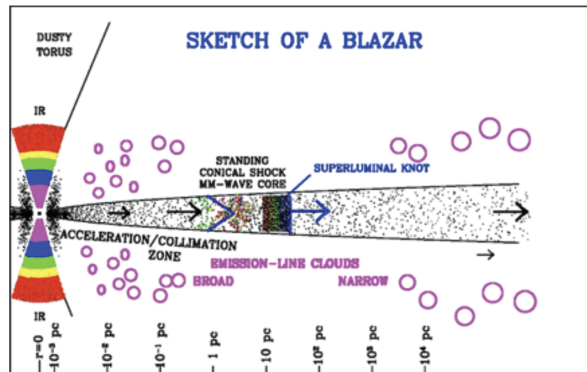 DUSTY
TORUS
SKETCH OF A BLAZAR
IR
STANDING
CONICAL SHOCK
MM-WAVE CORE
SUPERLUMINAL KNOT
ACCELERATION/COLLIMATION
ZONE
EMISSION-LINE CLOUDS
BROAD
NARROW
IR
r=0
10⁻³ pc
10⁻² pc
10⁻¹ pc
1 pc
10 pc
10² pc
10³ pc
10⁴ pc